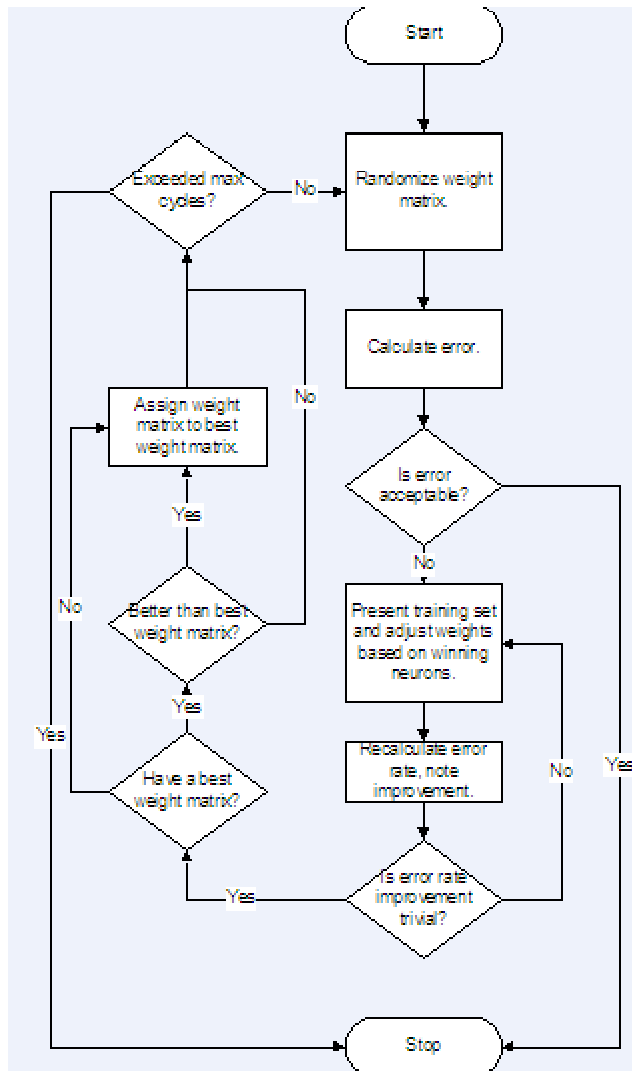 Start
Exceeded max
cycles?
No
Randomize weight
matrix.
Calculate error.
Assign weight
matrix to best
weight matrix.
No
Is error
acceptable?
Yes
No
No
Better than best
weight matrix?
Present training set
and adjust weights
based on winning
neurons.
Yes
Yes
Recalculate error
rate, note
improvement.
No
Yes
Have a best
weight matrix?
Is error rate
improvement
trivial?
Yes
Stop